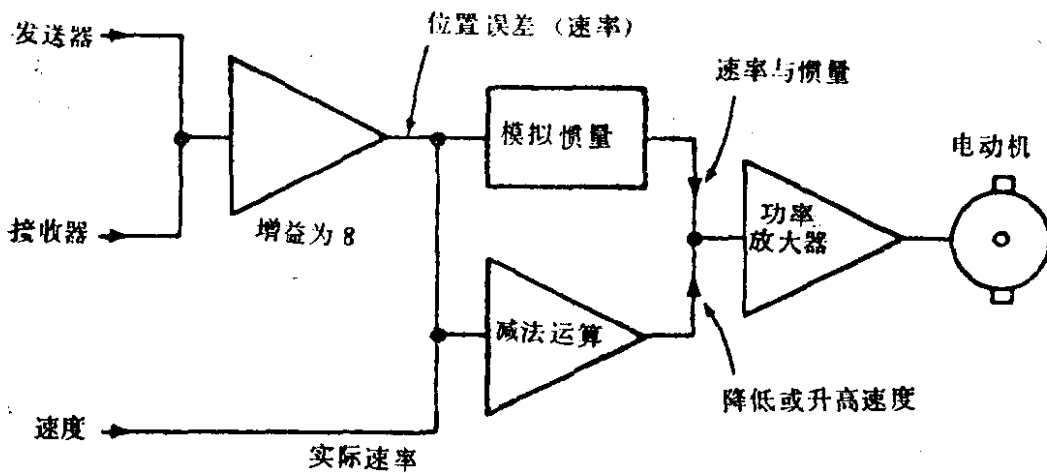 发送器
位置误差（速率）
速率与惯量
模拟惯量
电动机
接收器
增益为8
功率
放大器
减法运算
降低或升高速度
速度
实际速率